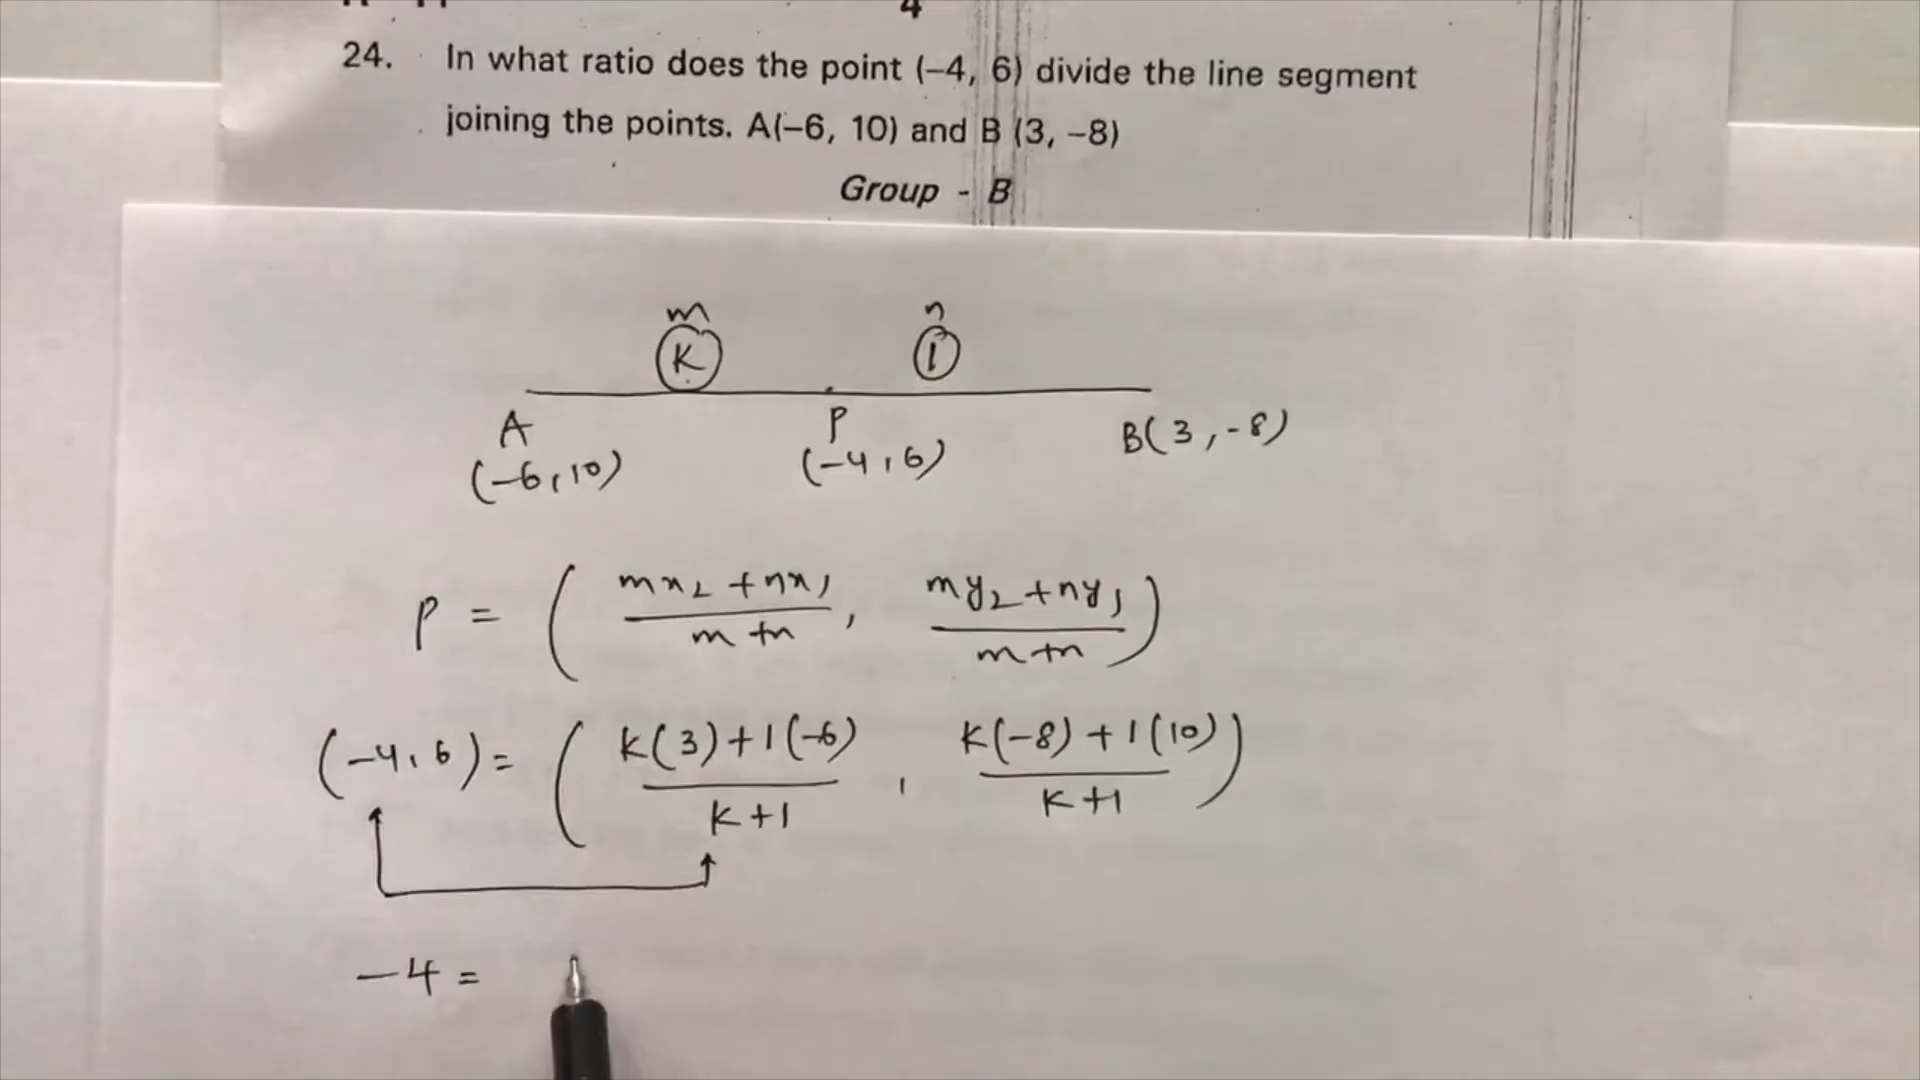 24. In what ratio does the point (–4, 6) divide the line segment
joining the points. A(–6, 10) and B (3, –8)
Group - B
m n
K 1
A P B(3,-8)
(-6,10) (-4,6)
P = ( mx₂+nx₁ / m+n , my₂+ny₁ / m+n )
(-4,6) = ( K(3)+1(-6) / K+1 , K(-8)+1(10) / K+1 )
-4 =